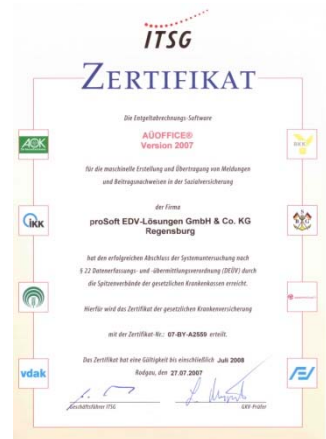 ITSG
ZERTIFIKAT
Die Entgeltabrechnungs-Software
AÜOFFICE®
Version 2007
für die maschinelle Erstellung und Übertragung von Meldungen
und Beitragsnachweisen in der Sozialversicherung
der Firma
proSoft EDV-Lösungen GmbH & Co. KG
Regensburg
hat den erfolgreichen Abschluss der Systemuntersuchung nach
§ 22 Datenerfassungs- und -übermittlungsverordnung (DEÜV) durch
die Spitzenverbände der gesetzlichen Krankenkassen erreicht.
Hierfür wird das Zertifikat der gesetzlichen Krankenversicherung
mit der Zertifikat-Nr.: 07-BY-A2559 erteilt.
Das Zertifikat hat eine Gültigkeit bis einschließlich Juli 2008
Rodgau, den 27.07.2007
Geschäftsführer ITSG
GKV-Prüfer
AOK
IKK
vdak
BKK